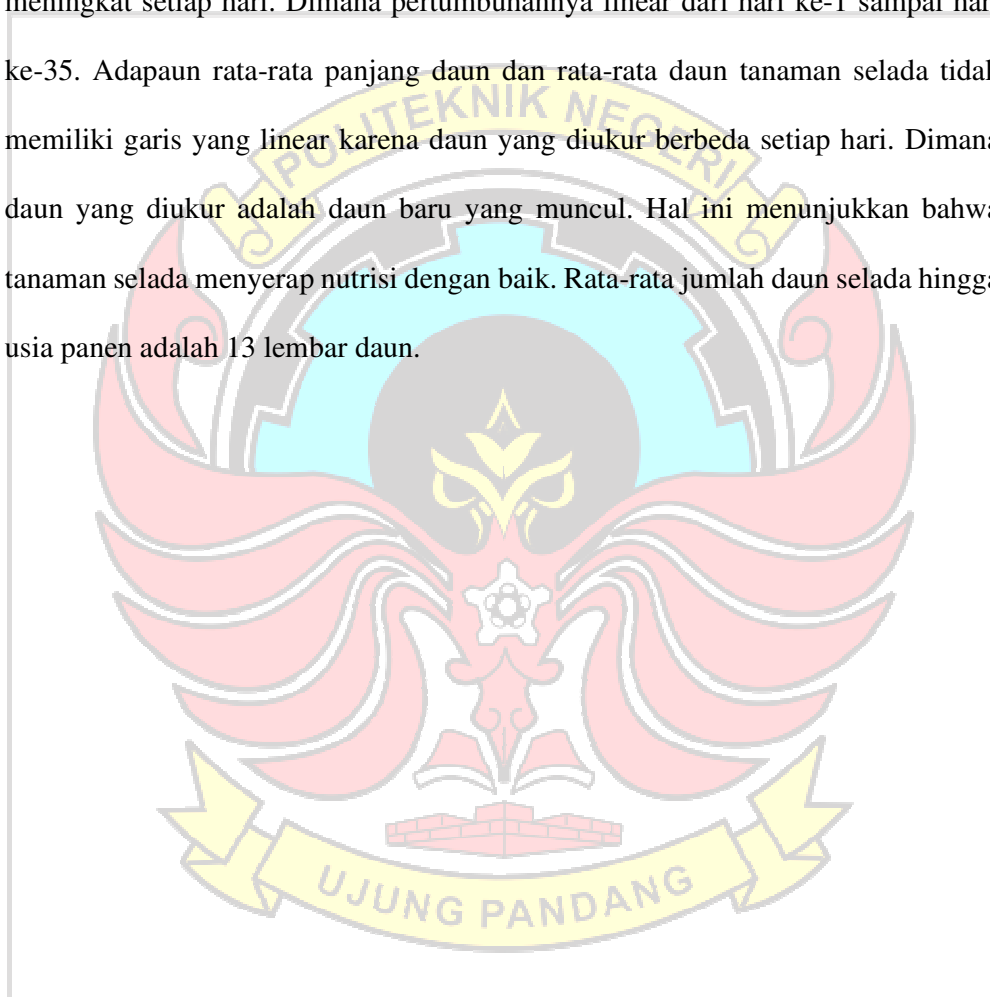 meningkat setiap hari. Dimana pertumbuhannya linear dari hari ke-1 sampai hari
ke-35. Adapaun rata-rata panjang daun dan rata-rata daun tanaman selada tidak
memiliki garis yang linear karena daun yang diukur berbeda setiap hari. Dimana
daun yang diukur adalah daun baru yang muncul. Hal ini menunjukkan bahwa
tanaman selada menyerap nutrisi dengan baik. Rata-rata jumlah daun selada hingga
usia panen adalah 13 lembar daun.
POLITEKNIK NEGERI
UJUNG PANDANG